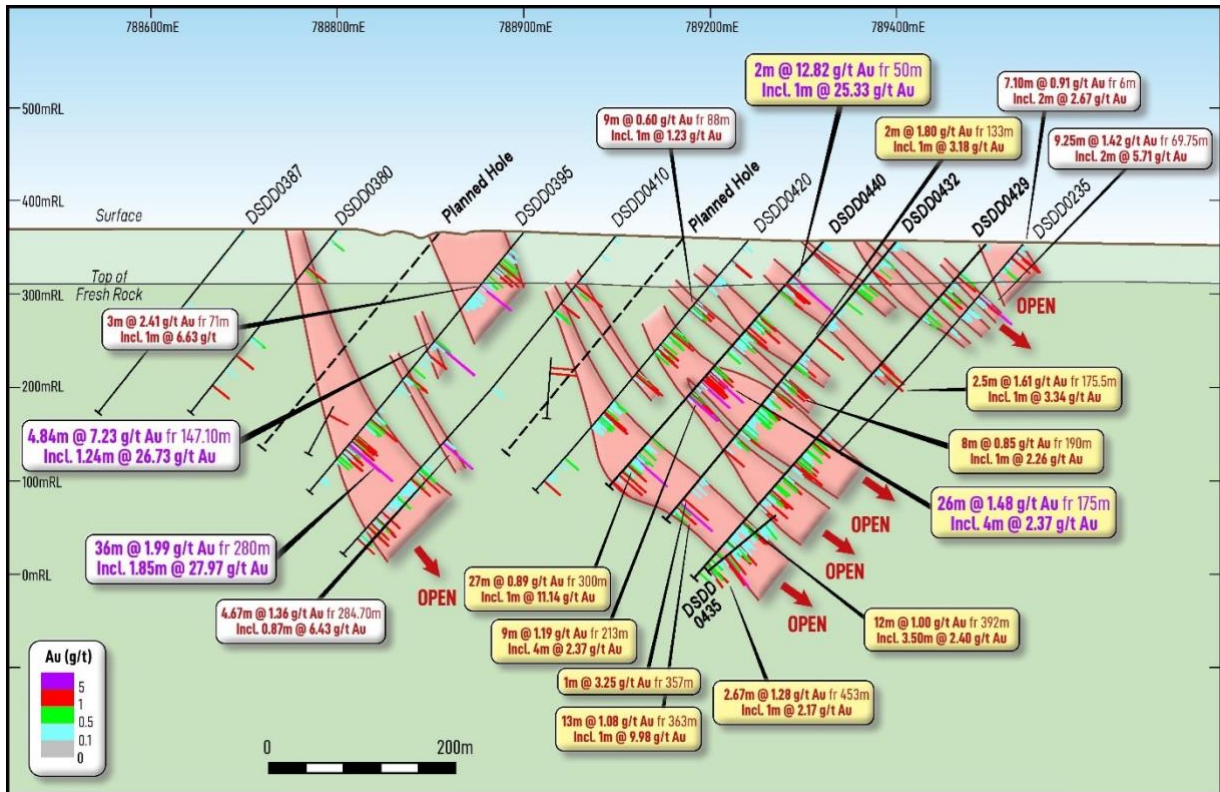 788600mE
788800mE
788900mE
789200mE
789400mE
500mRL
400mRL
300mRL
200mRL
100mRL
0mRL
Surface
Top of
Fresh Rock
DSDD0387
DSDD0380
Planned Hole
DSDD0395
DSDD0410
Planned Hole
DSDD0420
DSDD0440
DSDD0432
DSDD0429
DSDD0235
2m @ 12.82 g/t Au fr 50m
Incl. 1m @ 25.33 g/t Au
7.10m @ 0.91 g/t Au fr 6m
Incl. 2m @ 2.67 g/t Au
9m @ 0.60 g/t Au fr 88m
Incl. 1m @ 1.23 g/t Au
2m @ 1.80 g/t Au fr 133m
Incl. 1m @ 3.18 g/t Au
9.25m @ 1.42 g/t Au fr 69.75m
Incl. 2m @ 5.71 g/t Au
OPEN
3m @ 2.41 g/t Au fr 71m
Incl. 1m @ 6.63 g/t
2.5m @ 1.61 g/t Au fr 175.5m
Incl. 1m @ 3.34 g/t Au
4.84m @ 7.23 g/t Au fr 147.10m
Incl. 1.24m @ 26.73 g/t Au
8m @ 0.85 g/t Au fr 190m
Incl. 1m @ 2.26 g/t Au
26m @ 1.48 g/t Au fr 175m
Incl. 4m @ 2.37 g/t Au
OPEN
36m @ 1.99 g/t Au fr 280m
Incl. 1.85m @ 27.97 g/t Au
OPEN
27m @ 0.89 g/t Au fr 300m
Incl. 1m @ 11.14 g/t Au
OPEN
4.67m @ 1.36 g/t Au fr 284.70m
Incl. 0.87m @ 6.43 g/t Au
DSDD
0435
OPEN
12m @ 1.00 g/t Au fr 392m
Incl. 3.50m @ 2.40 g/t Au
9m @ 1.19 g/t Au fr 213m
Incl. 4m @ 2.37 g/t Au
1m @ 3.25 g/t Au fr 357m
2.67m @ 1.28 g/t Au fr 453m
Incl. 1m @ 2.17 g/t Au
13m @ 1.08 g/t Au fr 363m
Incl. 1m @ 9.98 g/t Au
Au (g/t)
5
1
0.5
0.1
0
0
200m